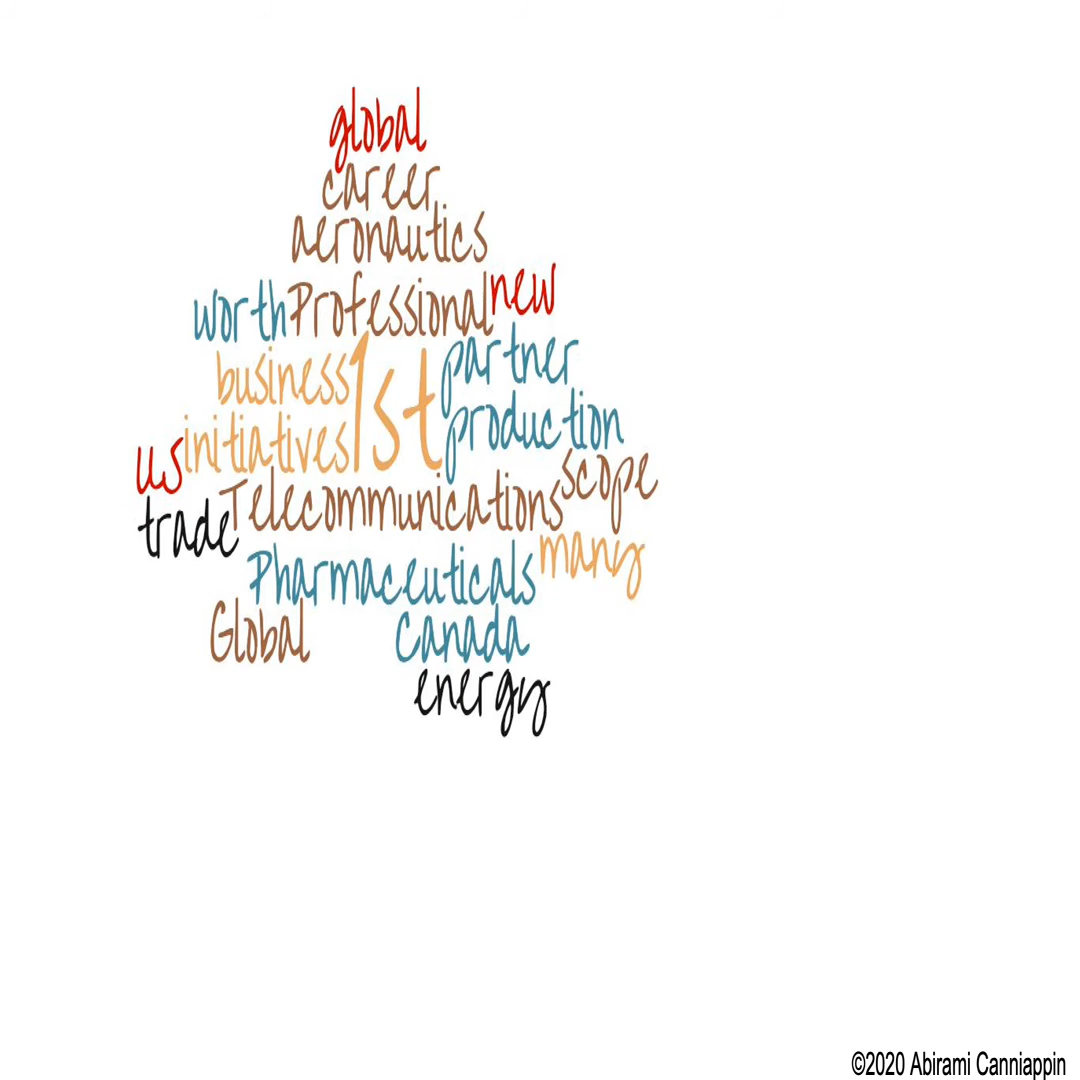 global
career
aeronautics
worth Professional new
business 1st partner
initiatives production
us scope
trade Telecommunications
many
Pharmaceuticals
Global Canada
energy
©2020 Abirami Canniappin